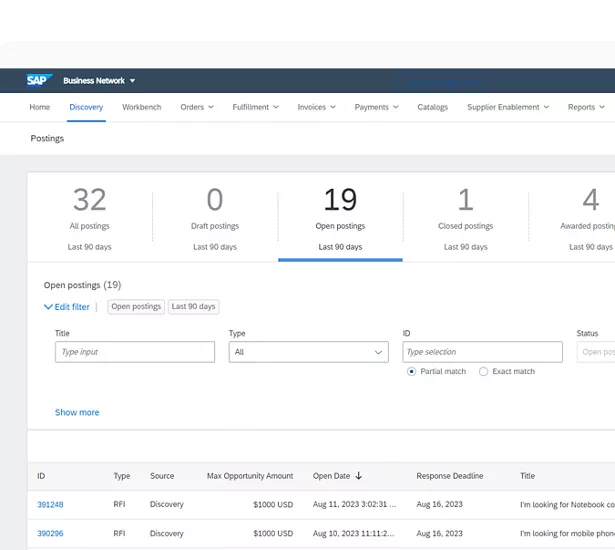 SAP Business Network
Home Discovery Workbench Orders Fulfillment Invoices Payments Catalogs Supplier Enablement Reports
Postings
32 0 19 1 4
All postings Draft postings Open postings Closed postings Awarded posting
Last 90 days Last 90 days Last 90 days Last 90 days Last 90 days
Open postings (19)
Edit filter | Open postings Last 90 days
Title Type ID Status
Type input All Type selection Open pos
Partial match Exact match
Show more
ID Type Source Max Opportunity Amount Open Date Response Deadline Title
391248 RFI Discovery $1000 USD Aug 11, 2023 3:02:31 ... Aug 16, 2023 I'm looking for Notebook co
390296 RFI Discovery $1000 USD Aug 10, 2023 11:11:2... Aug 16, 2023 I'm looking for mobile phon